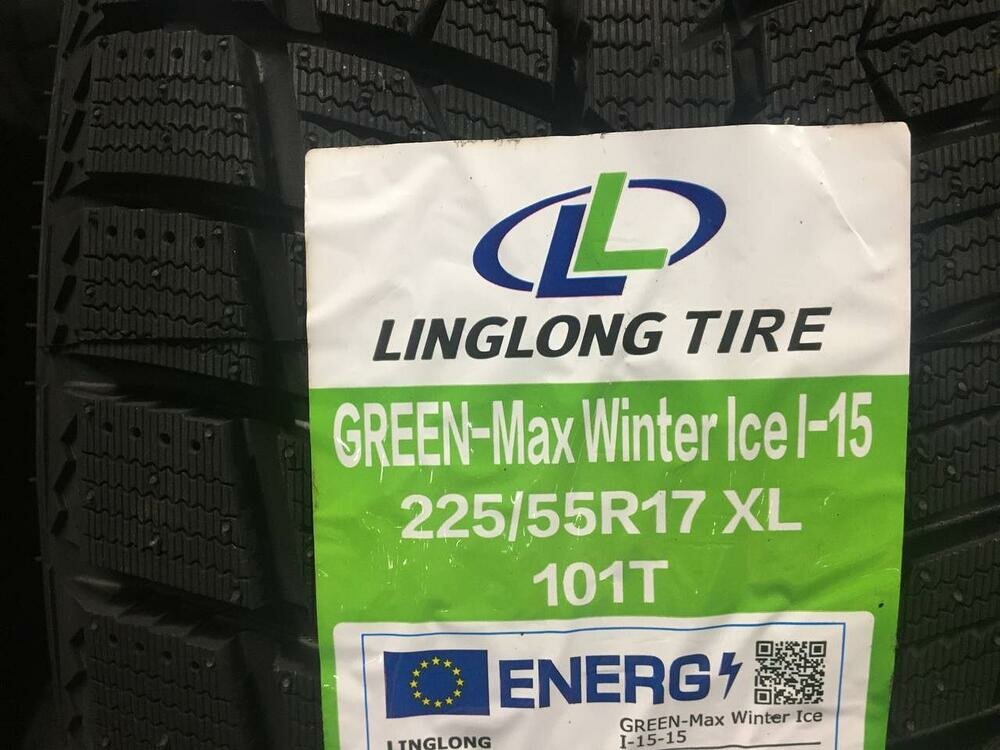 LL
LINGLONG TIRE
GREEN-Max Winter Ice I-15
225/55R17 XL
101T
ENERG
LINGLONG
GREEN-Max Winter Ice
I-15-15